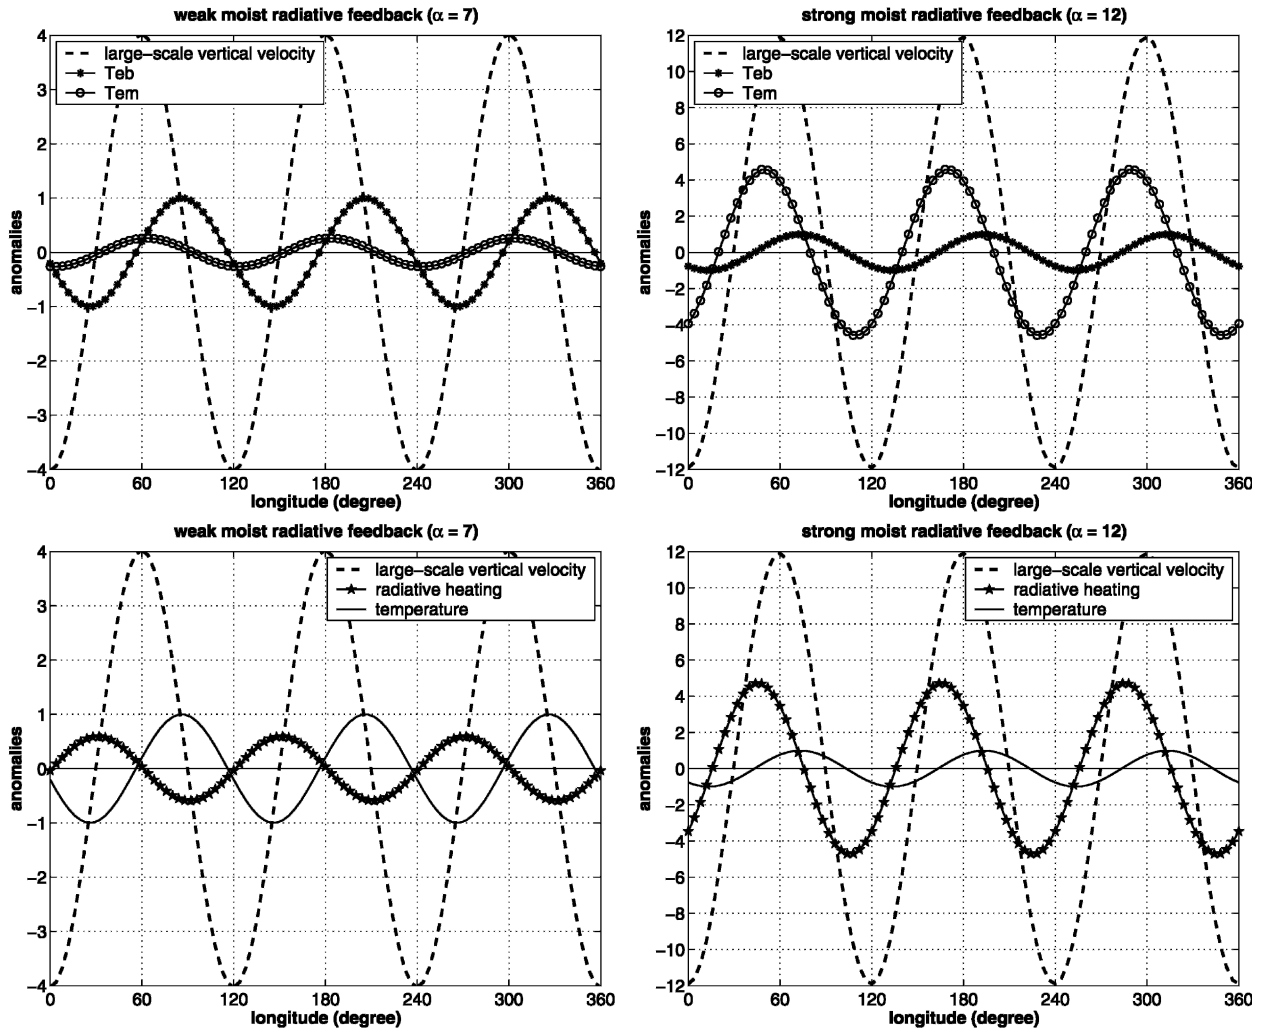 weak moist radiative feedback (α = 7)
4
3
2
1
0
−1
−2
−3
−4
anomalies
large−scale vertical velocity
Teb
Tem
0 60 120 180 240 300 360
longitude (degree)
strong moist radiative feedback (α = 12)
12
10
8
6
4
2
0
−2
−4
−6
−8
−10
−12
anomalies
large−scale vertical velocity
Teb
Tem
0 60 120 180 240 300 360
longitude (degree)
weak moist radiative feedback (α = 7)
4
3
2
1
0
−1
−2
−3
−4
anomalies
large−scale vertical velocity
radiative heating
temperature
0 60 120 180 240 300 360
longitude (degree)
strong moist radiative feedback (α = 12)
12
10
8
6
4
2
0
−2
−4
−6
−8
−10
−12
anomalies
large−scale vertical velocity
radiative heating
temperature
0 60 120 180 240 300 360
longitude (degree)